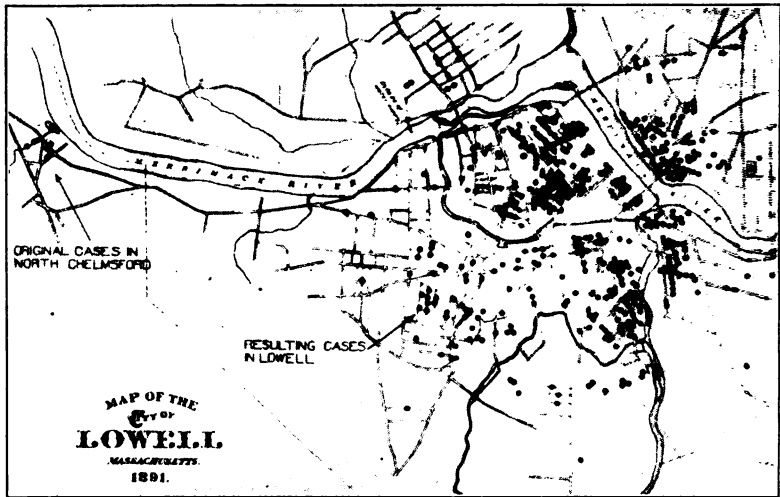 MERRIMACK RIVER
ORIGINAL CASES IN
NORTH CHELMSFORD
RESULTING CASES
IN LOWELL
MAP OF THE
CITY OF
LOWELL
MASSACHUSETTS.
1891.